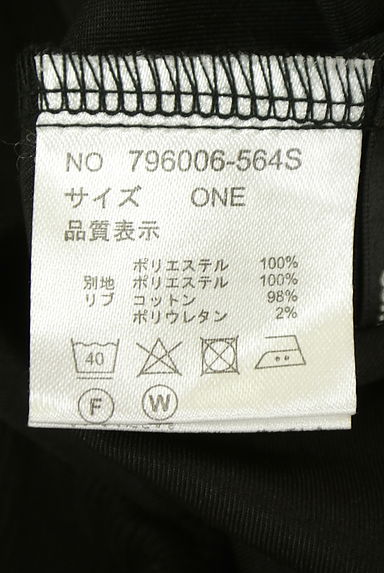 NO 796006-564S
サイズ ONE
品質表示
ポリエステル 100%
別地 ポリエステル 100%
リブ コットン 98%
ポリウレタン 2%
40
F W